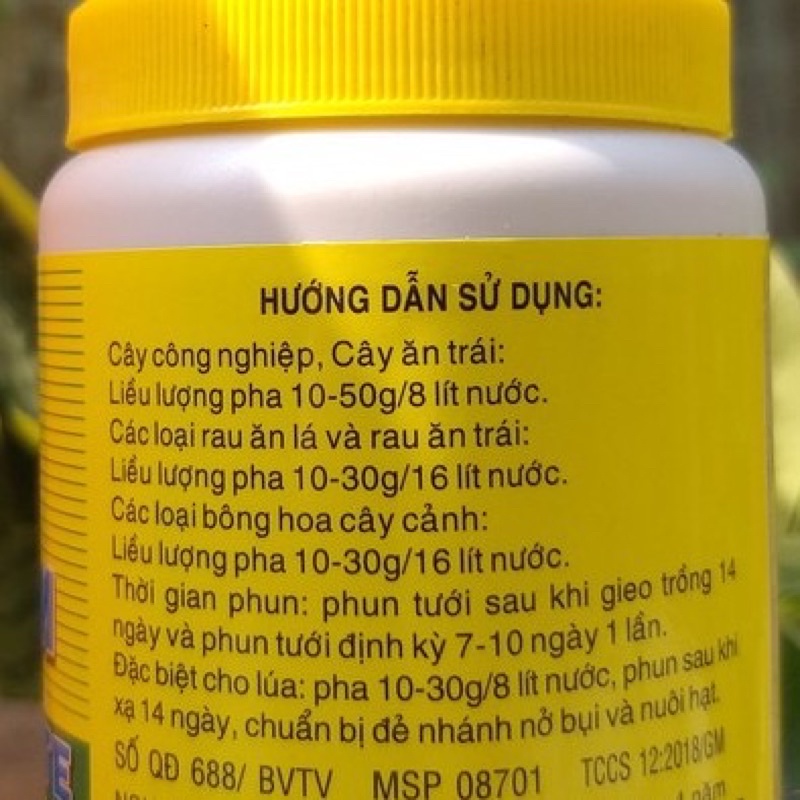 HƯỚNG DẪN SỬ DỤNG:
Cây công nghiệp, Cây ăn trái:
Liều lượng pha 10-50g/8 lít nước.
Các loại rau ăn lá và rau ăn trái:
Liều lượng pha 10-30g/16 lít nước.
Các loại bông hoa cây cảnh:
Liều lượng pha 10-30g/16 lít nước.
Thời gian phun: phun tưới sau khi gieo trồng 14
ngày và phun tưới định kỳ 7-10 ngày 1 lần.
Đặc biệt cho lúa: pha 10-30g/8 lít nước, phun sau khi
xạ 14 ngày, chuẩn bị đẻ nhánh nở bụi và nuôi hạt.
SỐ QĐ 688/ BVTV MSP 08701 TCCS 12:2018/GM
năm